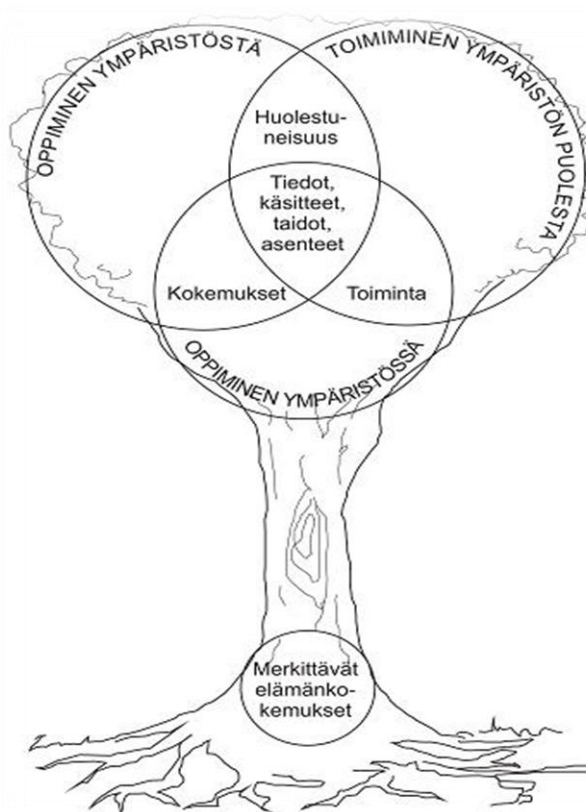 OPPIMINEN YMPÄRISTÖSTÄ
TOIMIMINEN YMPÄRISTÖN PUOLESTA
Huolestu-
neisuus
Tiedot,
käsitteet,
taidot,
asenteet
Kokemukset
Toiminta
OPPIMINEN YMPÄRISTÖSSÄ
Merkittävät
elämänko-
kemukset